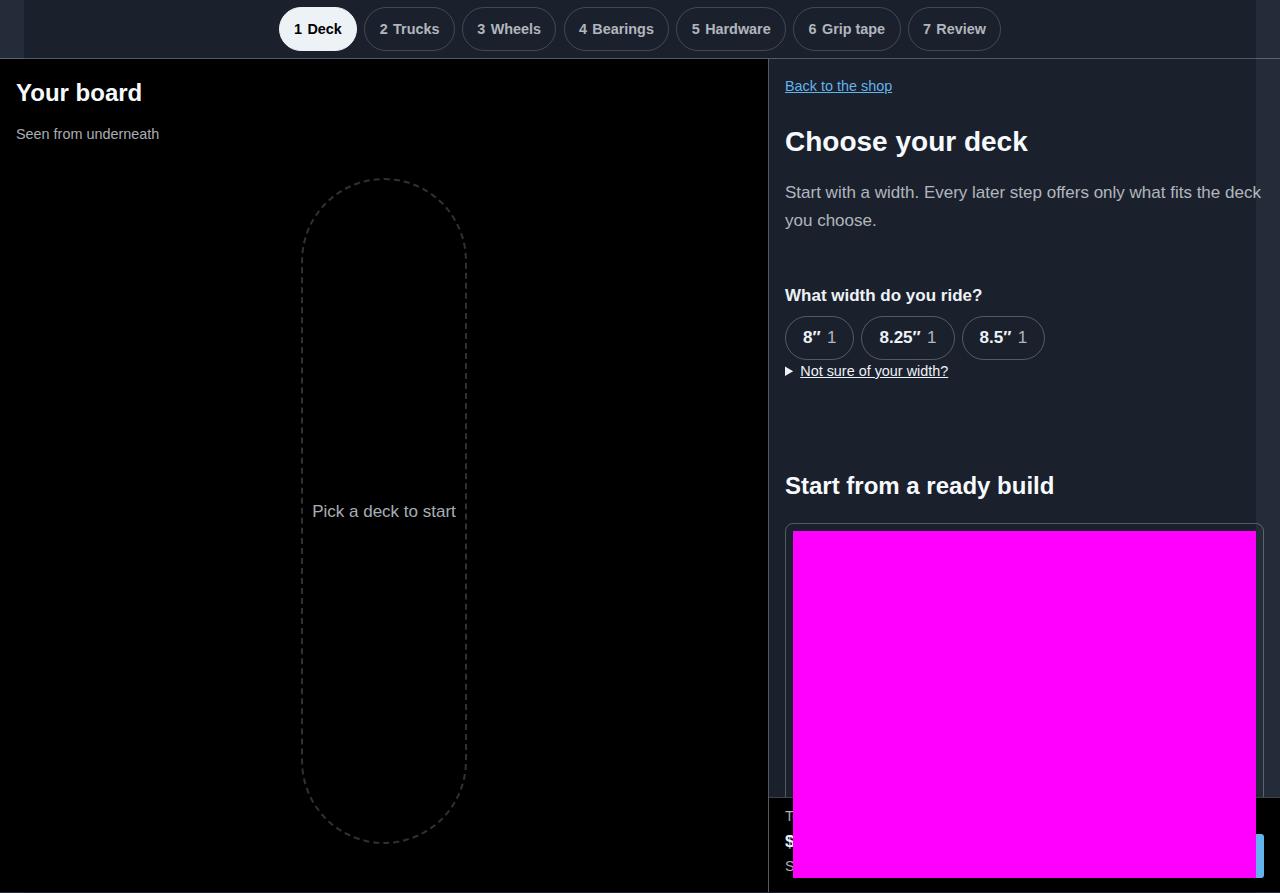 1 Deck
2 Trucks
3 Wheels
4 Bearings
5 Hardware
6 Grip tape
7 Review
Your board
Seen from underneath
Pick a deck to start
Back to the shop
Choose your deck
Start with a width. Every later step offers only what fits the deck
you choose.
What width do you ride?
8″ 1
8.25″ 1
8.5″ 1
Not sure of your width?
Start from a ready build